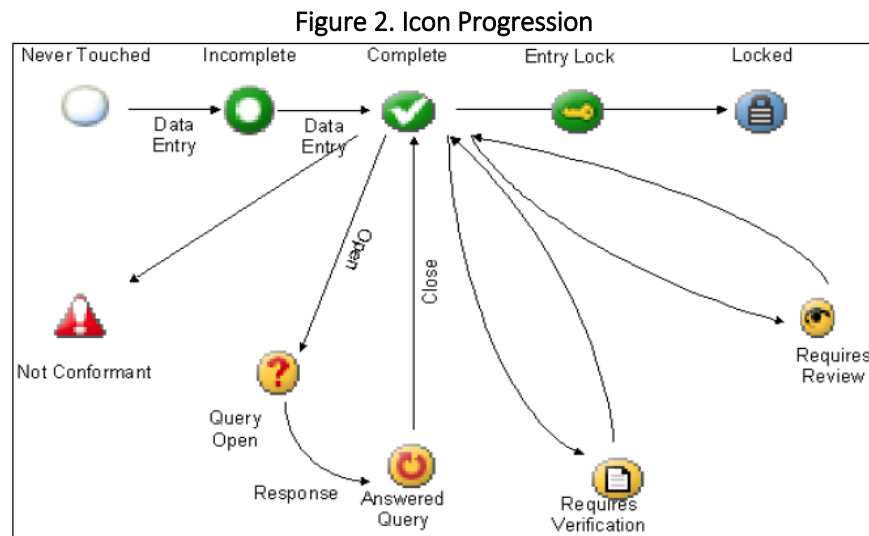 Figure 2. Icon Progression
Never Touched
Incomplete
Complete
Entry Lock
Locked
Data
Entry
Data
Entry
Open
Close
Not Conformant
Query
Open
Response
Answered
Query
Requires
Verification
Requires
Review